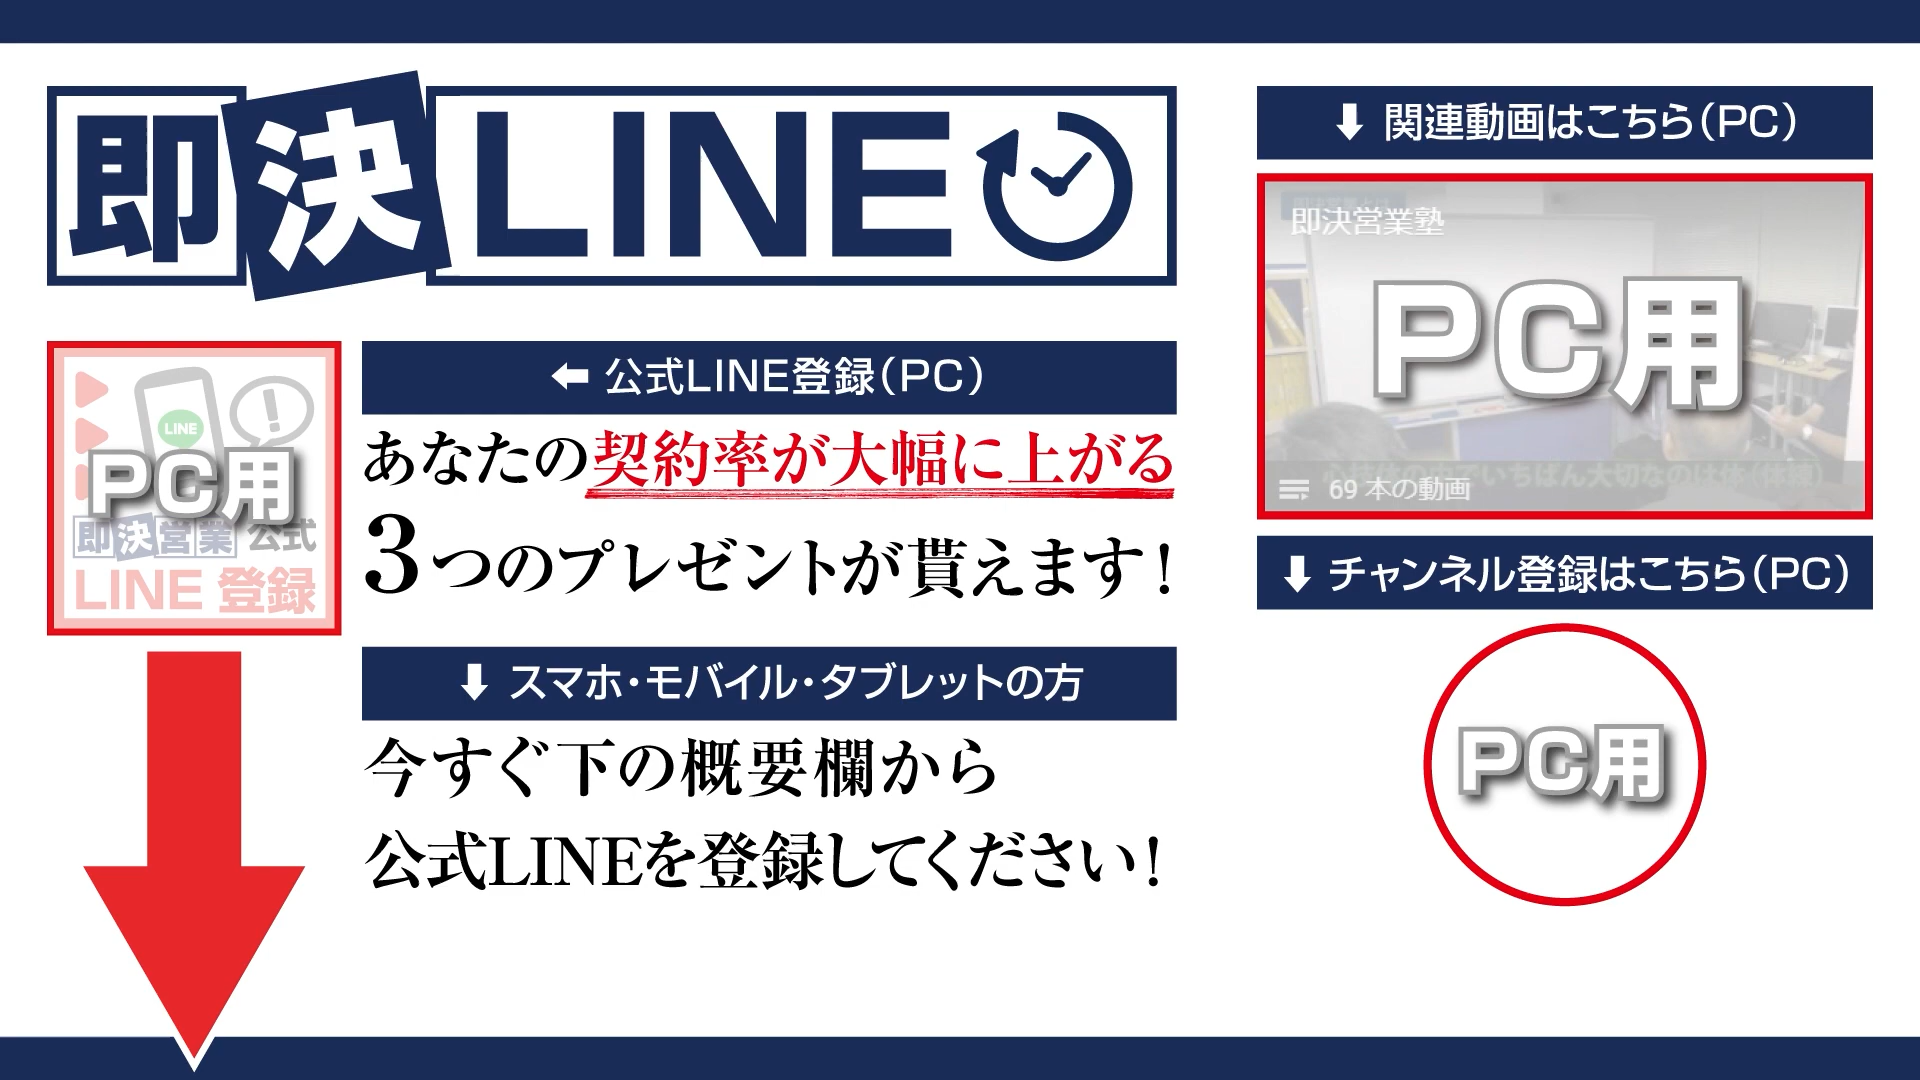 即決LINE
PC用
LINE
即決営業 公式
LINE 登録
公式LINE登録（PC）
あなたの契約率が大幅に上がる
3つのプレゼントが貰えます！
スマホ・モバイル・タブレットの方
今すぐ下の概要欄から
公式LINEを登録してください！
関連動画はこちら（PC）
即決営業塾
PC用
69 本の動画
チャンネル登録はこちら（PC）
PC用